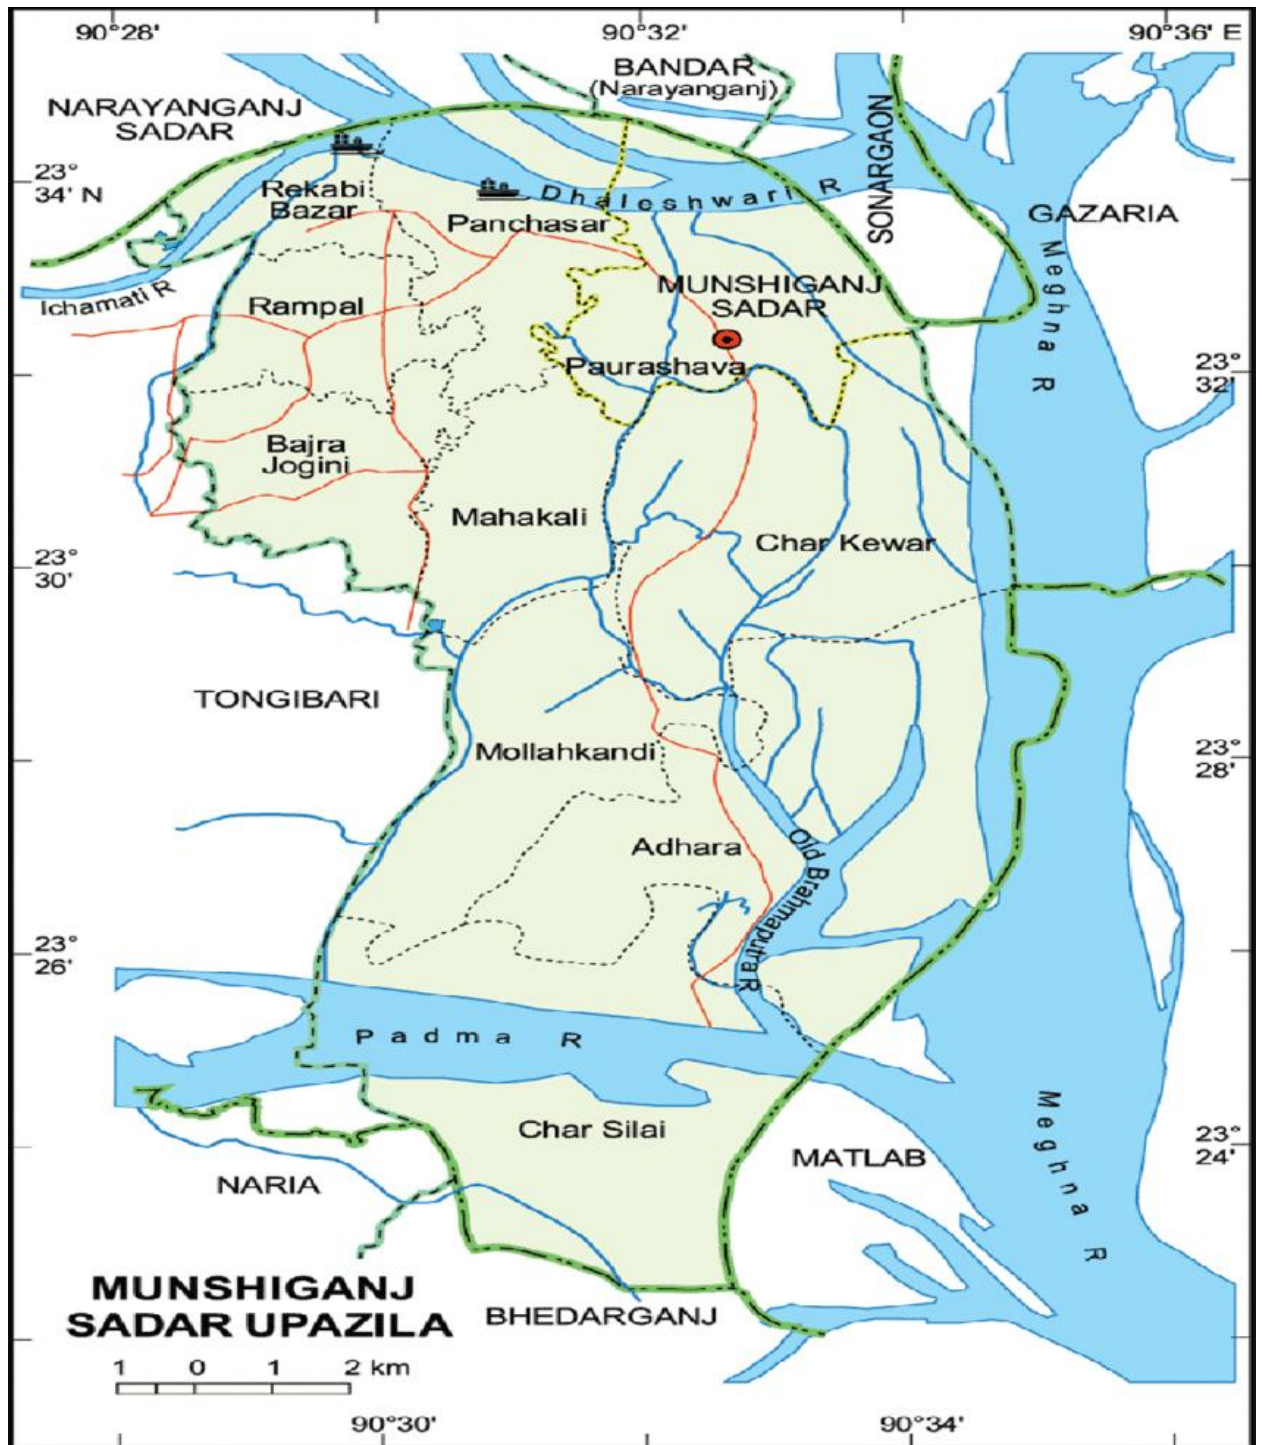 90°28'
90°32'
90°36' E
BANDAR
(Narayanganj)
NARAYANGANJ
SADAR
SONARGAON
23°
34' N
Rekabi
Bazar
Dhaleshwari R
Panchasar
GAZARIA
Meghna R
Ichamati R
Rampal
MUNSHIGANJ
SADAR
Paurashava
23°
32'
Bajra
Jogini
Mahakali
Char Kewar
23°
30'
TONGIBARI
Mollahkandi
23°
28'
Adhara
Old Brahmaputra R
23°
26'
Padma R
Char Silai
MATLAB
23°
24'
Meghna R
NARIA
MUNSHIGANJ
SADAR UPAZILA
BHEDARGANJ
1 0 1 2 km
90°30'
90°34'